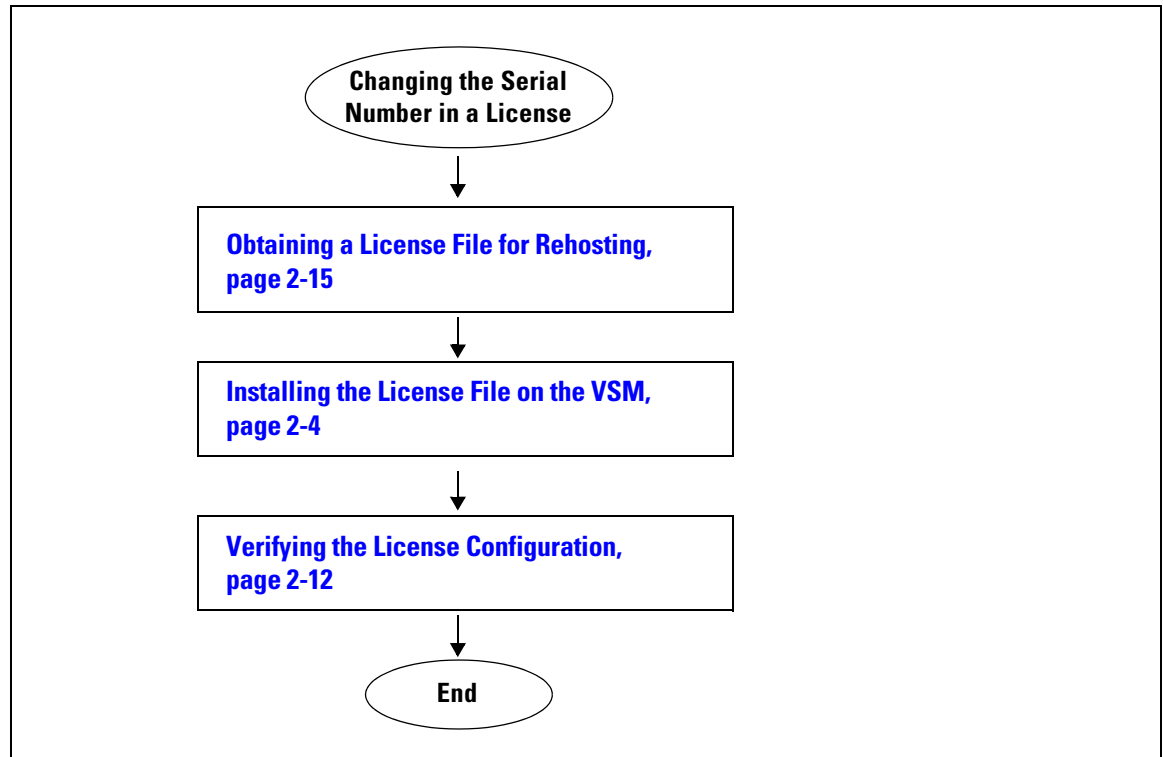 Changing the Serial
Number in a License
Obtaining a License File for Rehosting,
page 2-15
Installing the License File on the VSM,
page 2-4
Verifying the License Configuration,
page 2-12
End